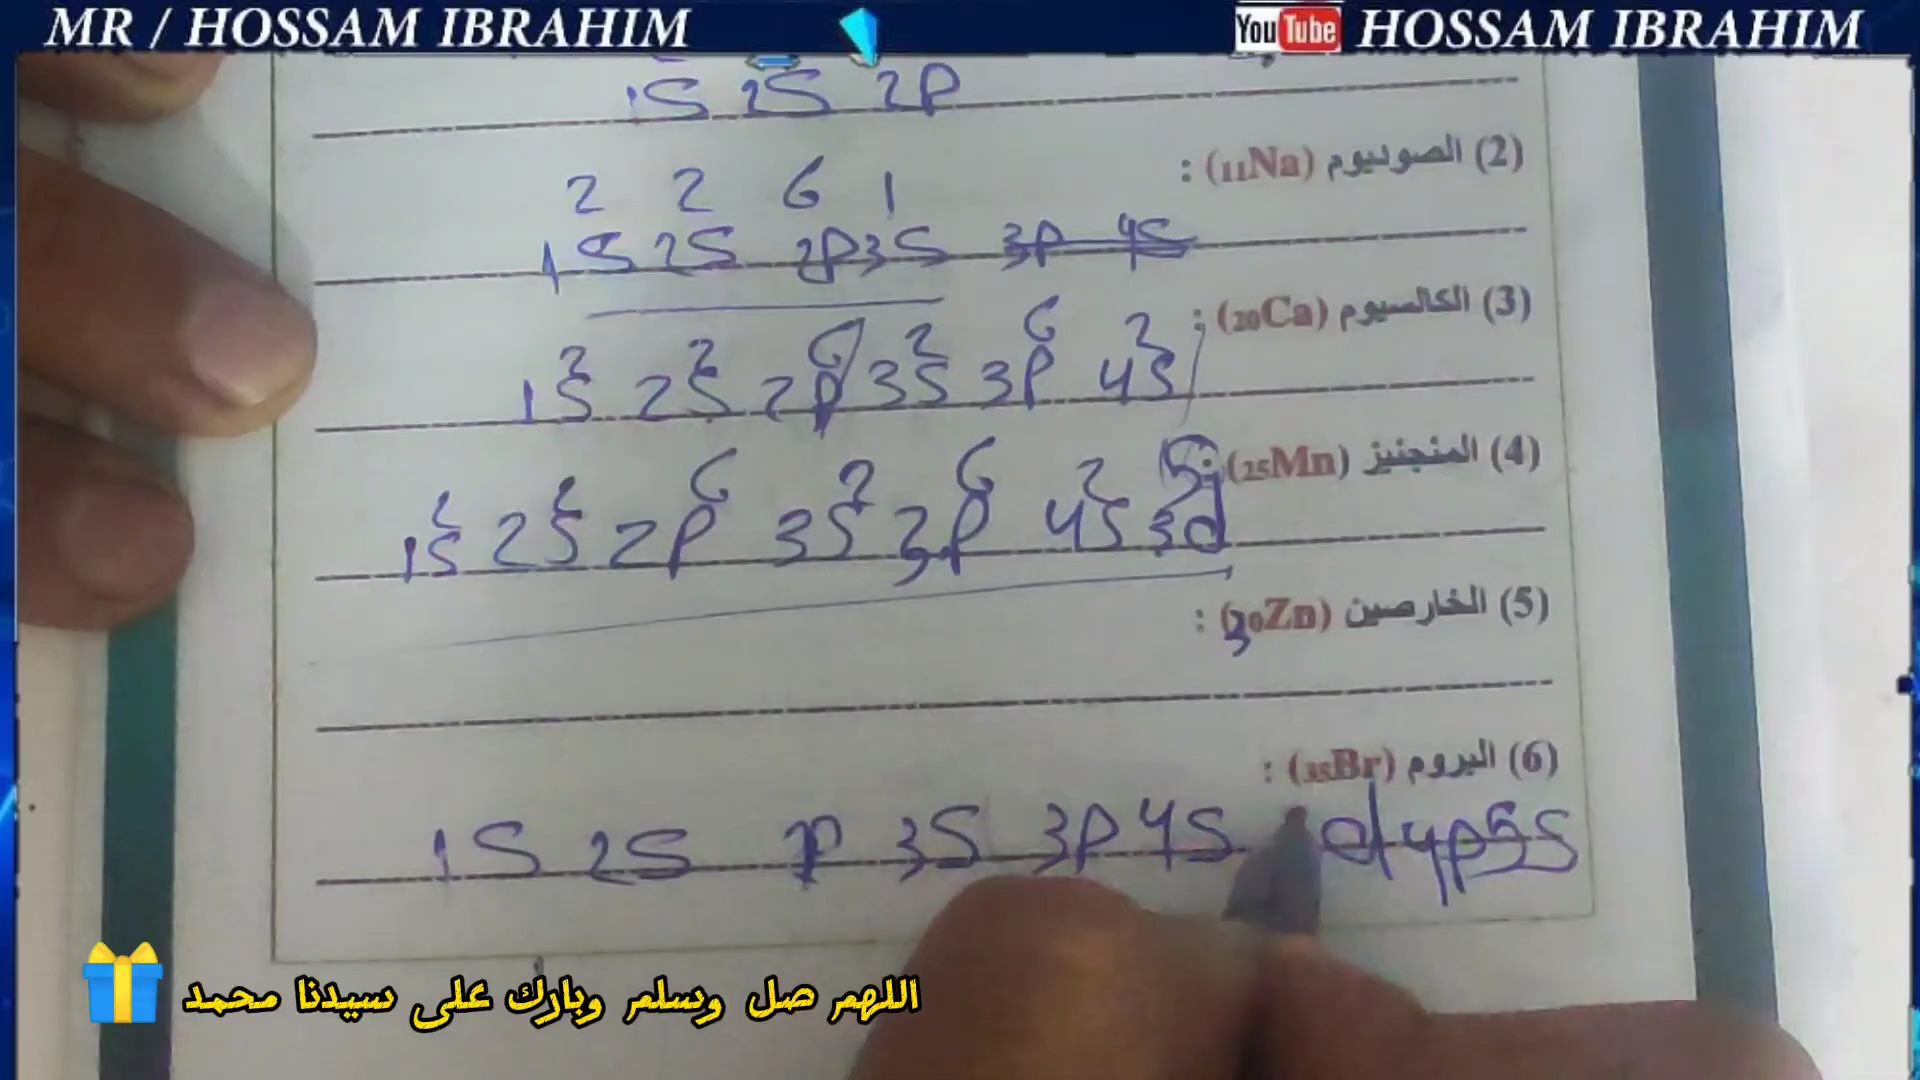 MR / HOSSAM IBRAHIM
YouTube HOSSAM IBRAHIM
1S 2S 2P
(2) الصوديوم (11Na) :
2 2 6 1
1S 2S 2P 3S 3P 4S
(3) الكالسيوم (20Ca) :
1S2 2S2 2P6 3S2 3P6 4S2
(4) المنجنيز (25Mn) :
1S2 2S2 2P6 3S2 3P6 4S2 3d5
(5) الخارصين (30Zn) :
(6) البروم (35Br) :
1S 2S 2P 3S 3P 4S d 4P 5S
اللهم صل وسلم وبارك على سيدنا محمد